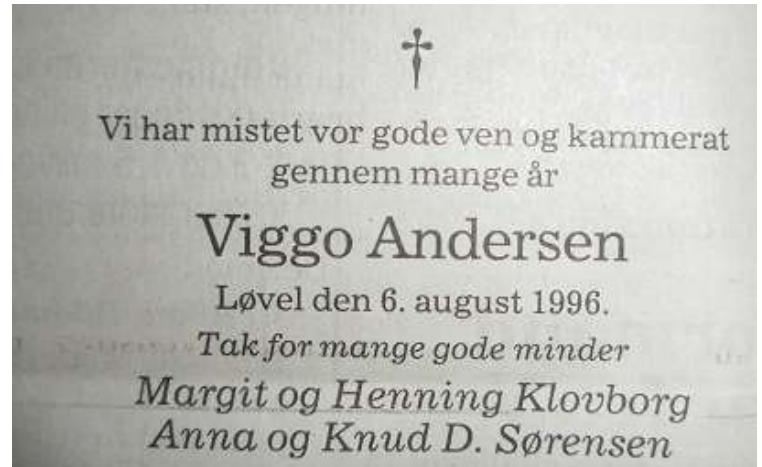 Vi har mistet vor gode ven og kammerat
gennem mange år
Viggo Andersen
Løvel den 6. august 1996.
Tak for mange gode minder
Margit og Henning Klovborg
Anna og Knud D. Sørensen